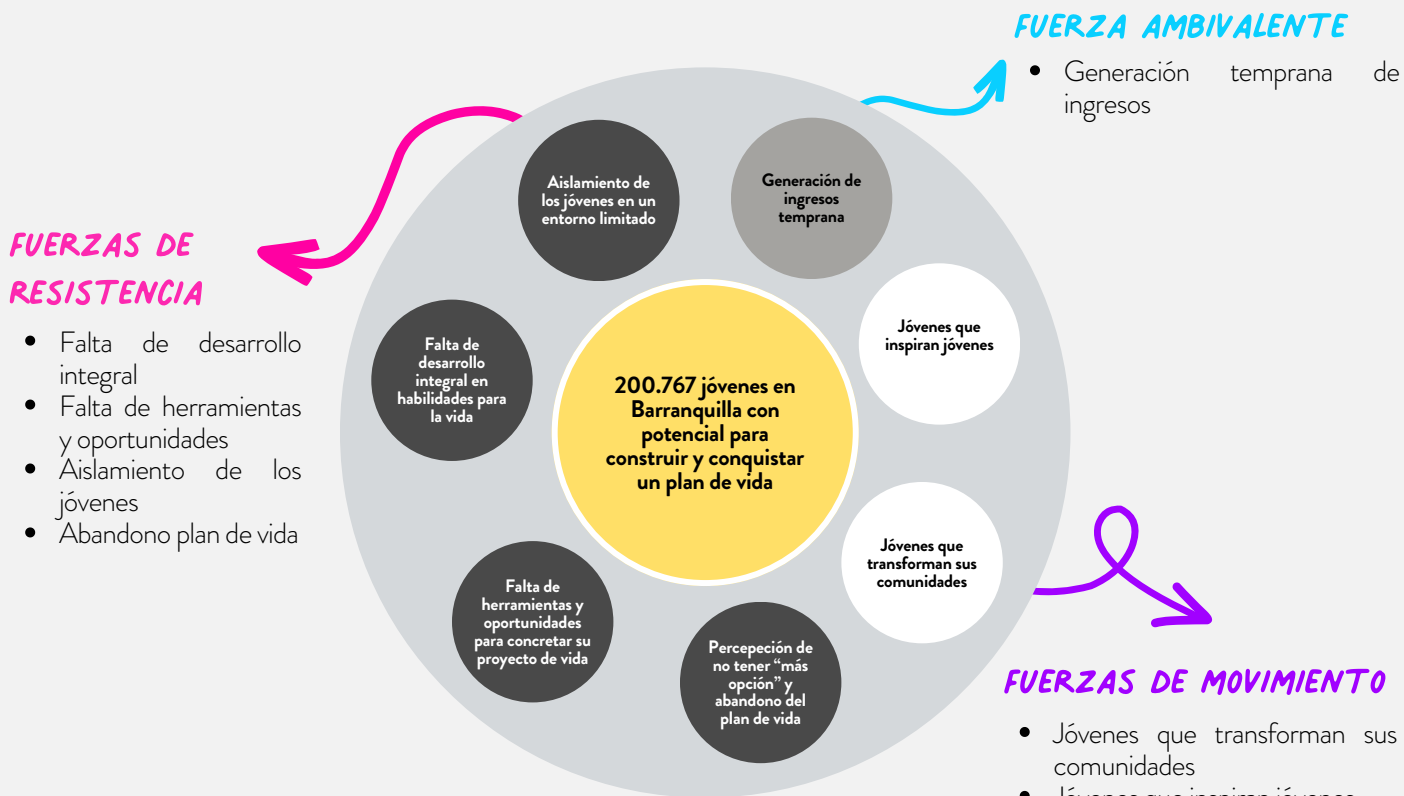 FUERZA AMBIVALENTE
• Generación temprana de
ingresos
FUERZAS DE
RESISTENCIA
• Falta de desarrollo
integral
• Falta de herramientas
y oportunidades
• Aislamiento de los
jóvenes
• Abandono plan de vida
Aislamiento de
los jóvenes en un
entorno limitado
Generación de
ingresos
temprana
Jóvenes que
inspiran jóvenes
Falta de
desarrollo
integral en
habilidades para
la vida
200.767 jóvenes en
Barranquilla con
potencial para
construir y conquistar
un plan de vida
Jóvenes que
transforman sus
comunidades
Falta de
herramientas y
oportunidades
para concretar su
proyecto de vida
Percepeción de
no tener “más
opción” y
abandono del
plan de vida
FUERZAS DE MOVIMIENTO
• Jóvenes que transforman sus
comunidades
• Jóvenes que inspiran jóvenes